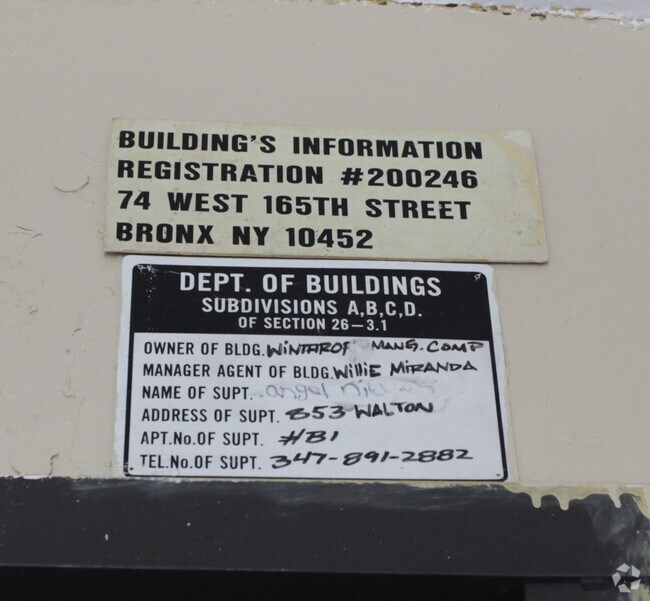 BUILDING'S INFORMATION
REGISTRATION #200246
74 WEST 165TH STREET
BRONX NY 10452
DEPT. OF BUILDINGS
SUBDIVISIONS A,B,C,D.
OF SECTION 26-3.1
OWNER OF BLDG. WINTHROP MANG. COMP
MANAGER AGENT OF BLDG. WILLIE MIRANDA
NAME OF SUPT. angel
ADDRESS OF SUPT. 853 WALTON
APT.No.OF SUPT. #B1
TEL.No.OF SUPT. 347-891-2882